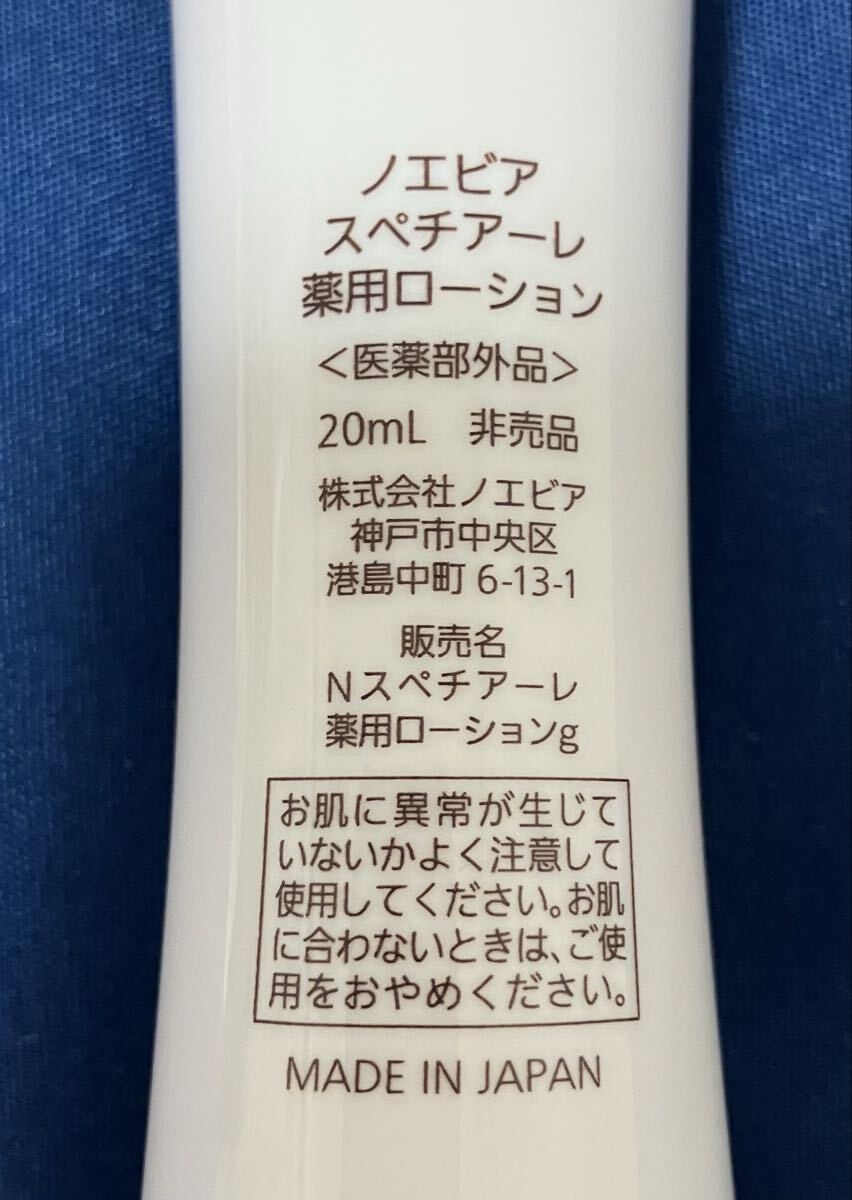 ノエビア
スペチアーレ
薬用ローション
<医薬部外品>
20mL 非売品
株式会社ノエビア
神戸市中央区
港島中町 6-13-1
販売名
Nスペチアーレ
薬用ローションg
お肌に異常が生じて
いないかよく注意して
使用してください。お肌
に合わないときは、ご使
用をおやめください。
MADE IN JAPAN